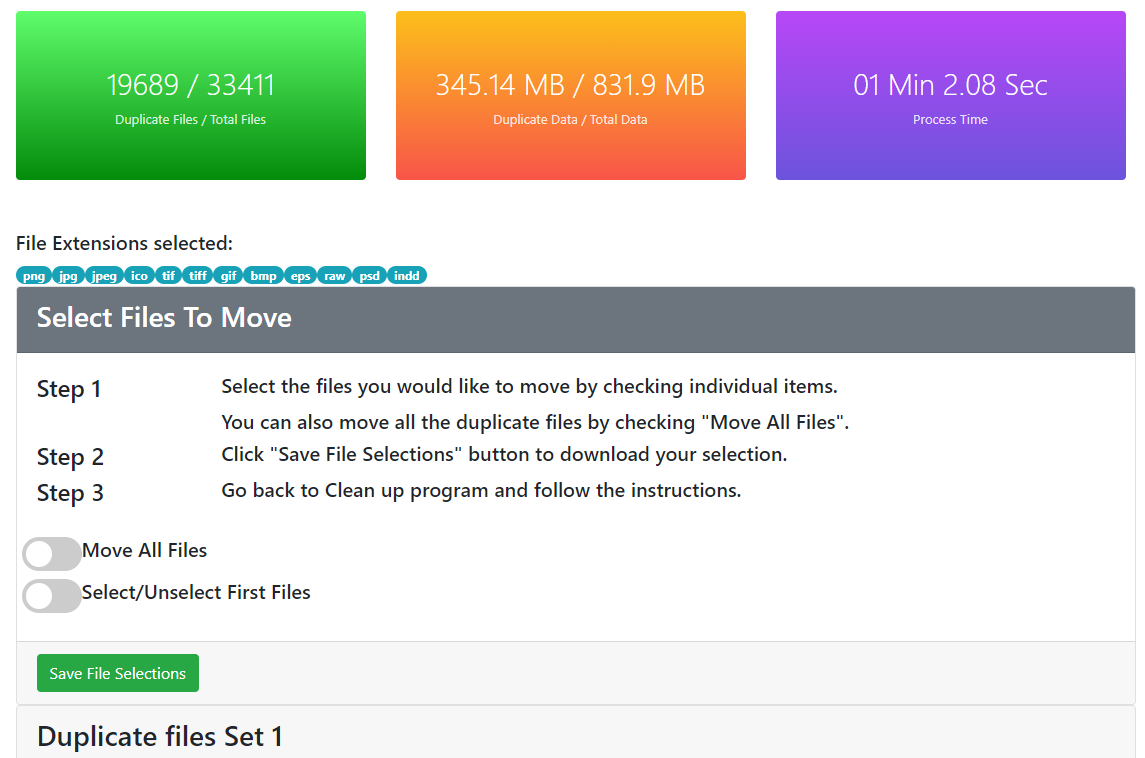 19689 / 33411
Duplicate Files / Total Files
345.14 MB / 831.9 MB
Duplicate Data / Total Data
01 Min 2.08 Sec
Process Time
File Extensions selected:
png jpg jpeg ico tif tiff gif bmp eps raw psd indd
Select Files To Move
Step 1 Select the files you would like to move by checking individual items.
You can also move all the duplicate files by checking "Move All Files".
Step 2 Click "Save File Selections" button to download your selection.
Step 3 Go back to Clean up program and follow the instructions.
Move All Files
Select/Unselect First Files
Save File Selections
Duplicate files Set 1